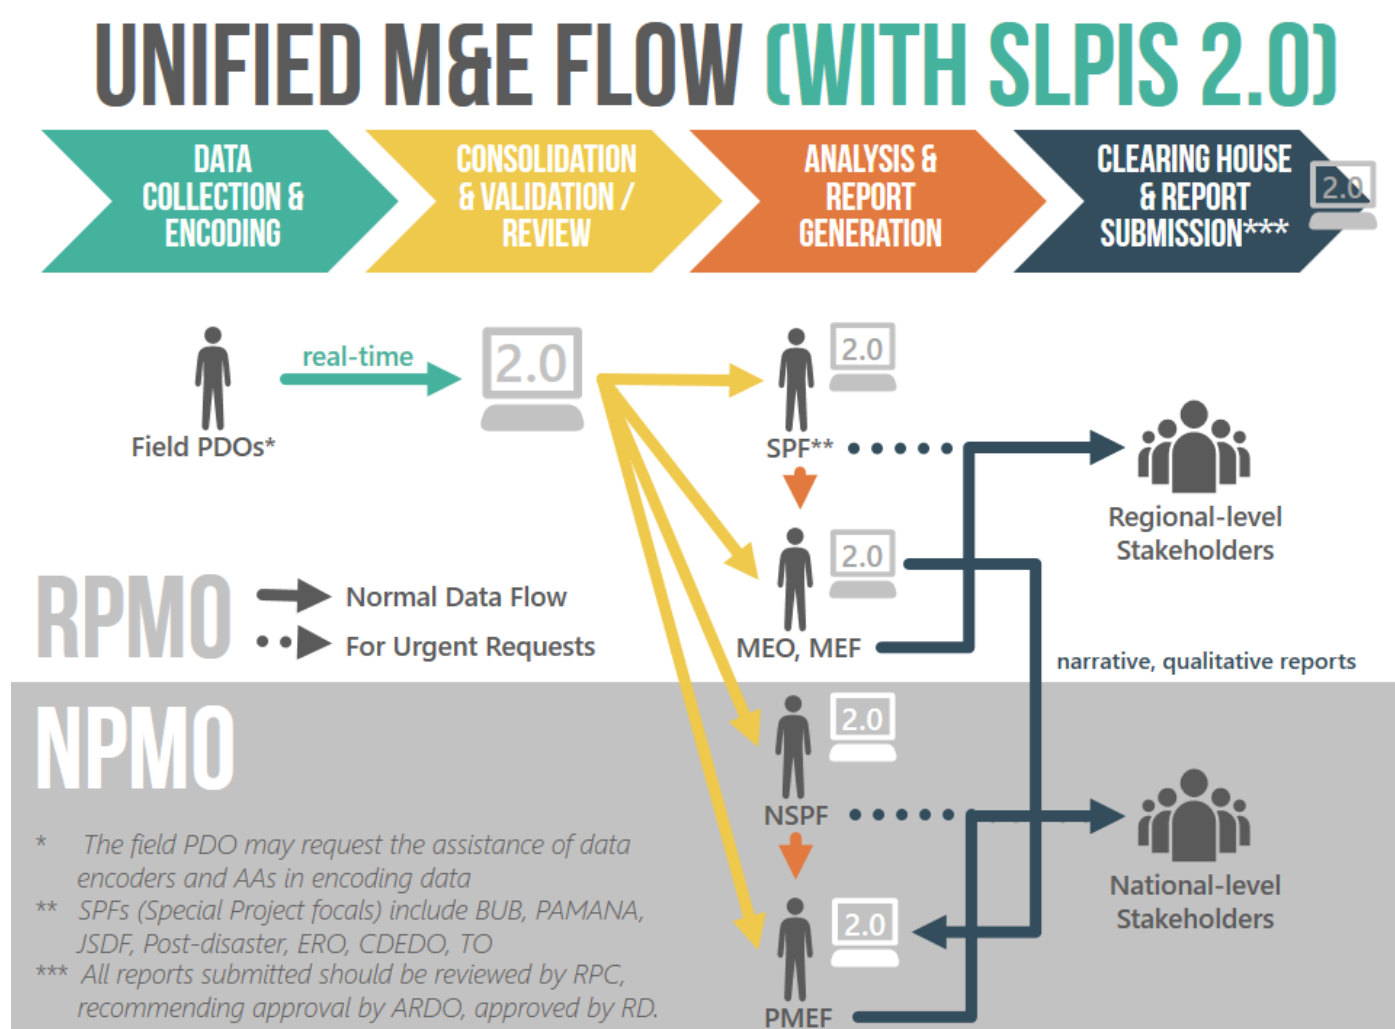 UNIFIED M&E FLOW (WITH SLPIS 2.0)
DATA
COLLECTION &
ENCODING
CONSOLIDATION
& VALIDATION /
REVIEW
ANALYSIS &
REPORT
GENERATION
CLEARING HOUSE
& REPORT
SUBMISSION***
2.0
real-time
2.0
2.0
Field PDOs*
SPF**
Regional-level
Stakeholders
2.0
RPMO
Normal Data Flow
For Urgent Requests
MEO, MEF
narrative, qualitative reports
NPMO
2.0
NSPF
* The field PDO may request the assistance of data
encoders and AAs in encoding data
** SPFs (Special Project focals) include BUB, PAMANA,
JSDF, Post-disaster, ERO, CDEDO, TO
*** All reports submitted should be reviewed by RPC,
recommending approval by ARDO, approved by RD.
National-level
Stakeholders
2.0
PMEF